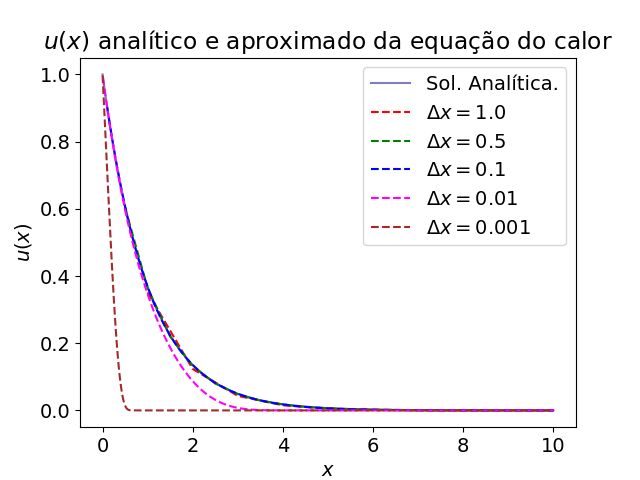 u(x) analítico e aproximado da equação do calor
1.0
0.8
0.6
0.4
0.2
0.0
u(x)
Sol. Analítica.
Δx = 1.0
Δx = 0.5
Δx = 0.1
Δx = 0.01
Δx = 0.001
0 2 4 6 8 10
x